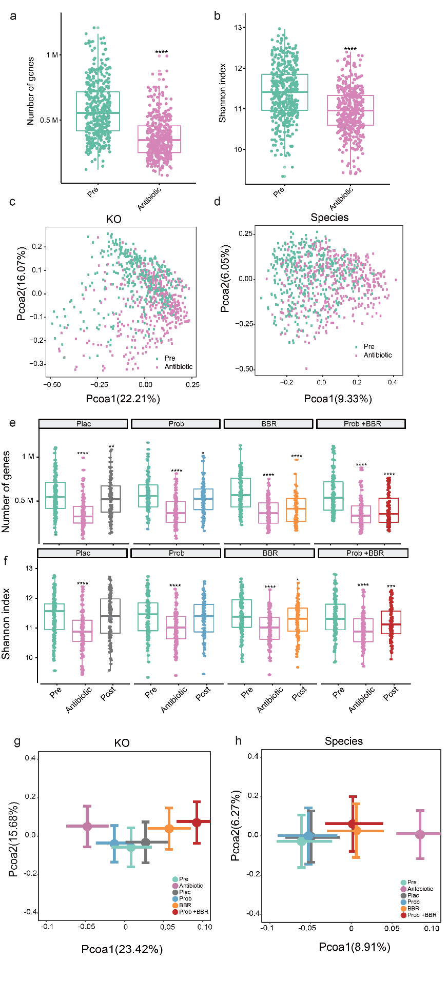 a
b
Number of genes
1 M
0.5 M
****
Pre
Antibiotic
Shannon index
13
12
11
10
****
Pre
Antibiotic
c
d
KO
Pcoa2(16.07%)
0.2
0.1
0.0
−0.1
−0.2
−0.3
Pre
Antibiotic
−0.50
−0.25
0.00
0.25
Pcoa1(22.21%)
Species
Pcoa2(6.05%)
0.25
0.00
−0.25
−0.50
Pre
Antibiotic
−0.2
0.0
0.2
0.4
Pcoa1(9.33%)
e
Plac
Prob
BBR
Prob +BBR
Number of genes
1 M
0.5 M
****
**
****
*
****
****
****
****
f
Plac
Prob
BBR
Prob +BBR
Shannon index
13
12
11
10
****
****
****
*
****
***
Pre
Antibiotic
Post
Pre
Antibiotic
Post
Pre
Antibiotic
Post
Pre
Antibiotic
Post
g
KO
Pcoa2(15.68%)
0.4
0.2
0.0
-0.2
-0.4
Pre
Antibiotic
Plac
Prob
BBR
Prob +BBR
-0.1
-0.05
0
0.05
0.10
Pcoa1(23.42%)
h
Species
Pcoa2(6.27%)
0.4
0.2
0.0
-0.2
-0.4
Pre
Antobiotic
Plac
Prob
BBR
Prob +BBR
-0.1
-0.05
0
0.05
0.10
Pcoa1(8.91%)